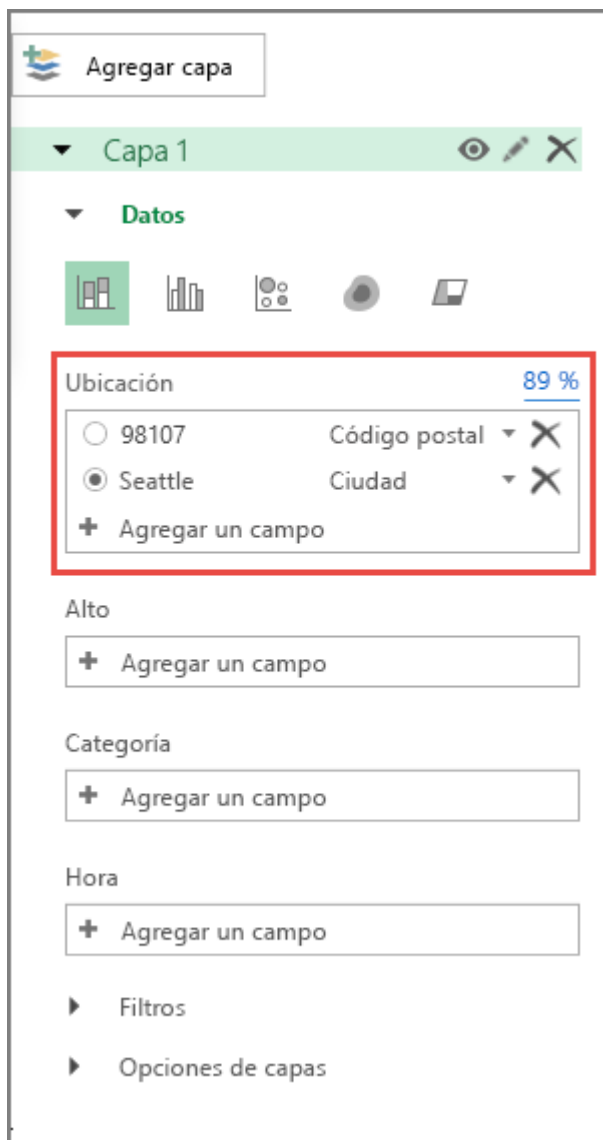 Agregar capa
Capa 1
Datos
Ubicación 89 %
98107 Código postal
Seattle Ciudad
Agregar un campo
Alto
Agregar un campo
Categoría
Agregar un campo
Hora
Agregar un campo
Filtros
Opciones de capas